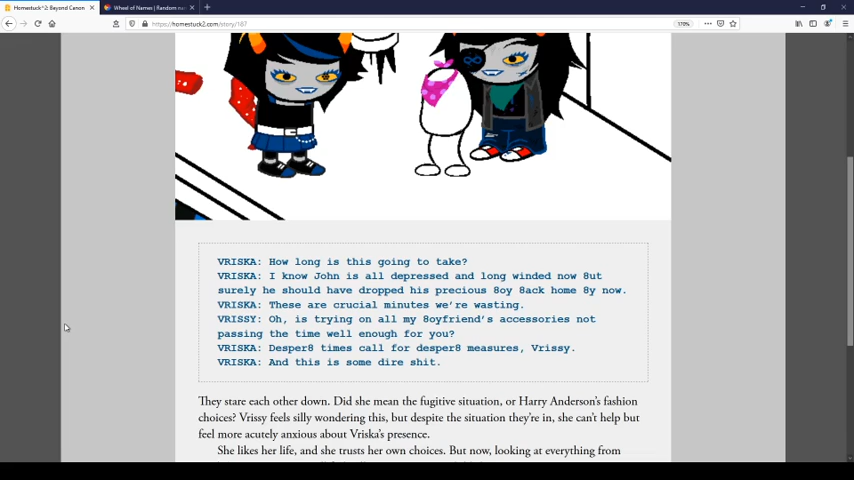 Homestuck^2: Beyond Canon
Wheel of Names | Random na
https://homestuck2.com/story/187
170%
VRISKA: How long is this going to take?
VRISKA: I know John is all depressed and long winded now 8ut
surely he should have dropped his precious 8oy 8ack home 8y now.
VRISKA: These are crucial minutes we're wasting.
VRISSY: Oh, is trying on all my 8oyfriend's accessories not
passing the time well enough for you?
VRISKA: Desper8 times call for desper8 measures, Vrissy.
VRISKA: And this is some dire shit.
They stare each other down. Did she mean the fugitive situation, or Harry Anderson's fashion
choices? Vrissy feels silly wondering this, but despite the situation they're in, she can't help but
feel more acutely anxious about Vriska's presence.
She likes her life, and she trusts her own choices. But now, looking at everything from